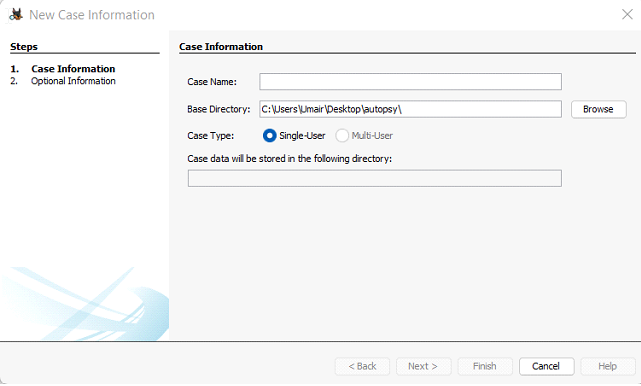 New Case Information
Steps
1. Case Information
2. Optional Information
Case Information
Case Name:
Base Directory: C:\Users\Umair\Desktop\autopsy\ Browse
Case Type: Single-User Multi-User
Case data will be stored in the following directory:
< Back Next > Finish Cancel Help